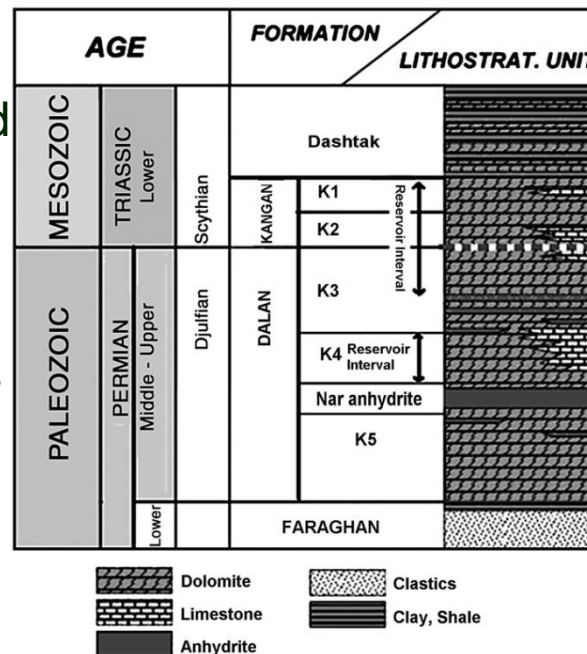 AGE
FORMATION
LITHOSTRAT. UNIT
MESOZOIC
TRIASSIC
Lower
Scythian
Dashtak
KANGAN
K1
K2
Reservoir
Interval
PALEOZOIC
PERMIAN
Middle - Upper
Djulfian
DALAN
K3
K4 Reservoir
Interval
Nar anhydrite
K5
Lower
FARAGHAN
Dolomite
Limestone
Anhydrite
Clastics
Clay, Shale